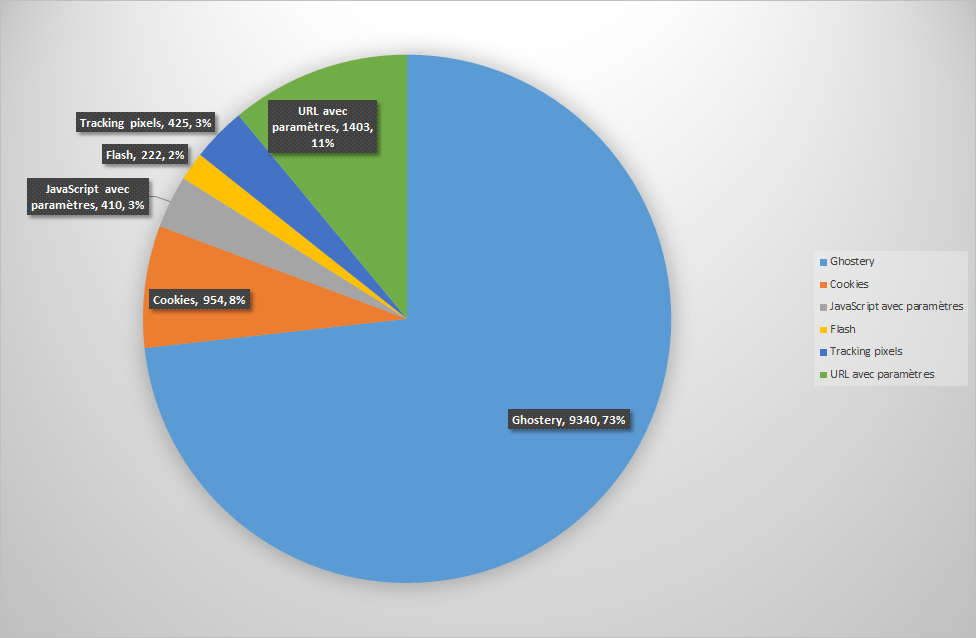 URL avec
paramètres, 1403,
11%
Tracking pixels, 425, 3%
Flash, 222, 2%
JavaScript avec
paramètres, 410, 3%
Cookies, 954, 8%
Ghostery, 9340, 73%
Ghostery
Cookies
JavaScript avec paramètres
Flash
Tracking pixels
URL avec paramètres